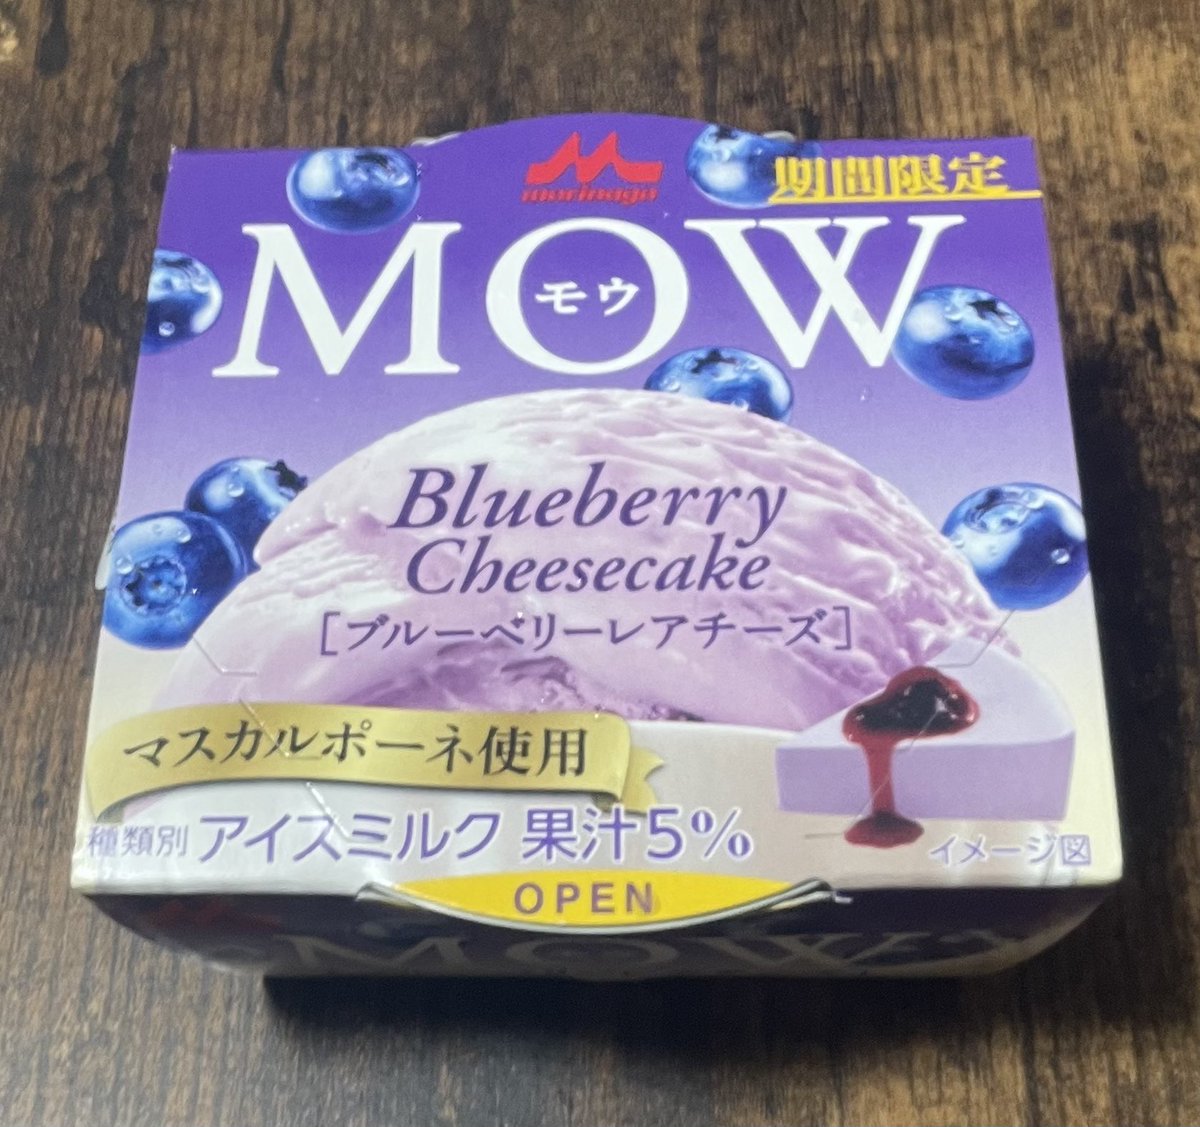 morinaga
期間限定
MOW
モウ
Blueberry
Cheesecake
[ブルーベリーレアチーズ]
マスカルポーネ使用
種類別 アイスミルク 果汁5%
イメージ図
OPEN
MOW